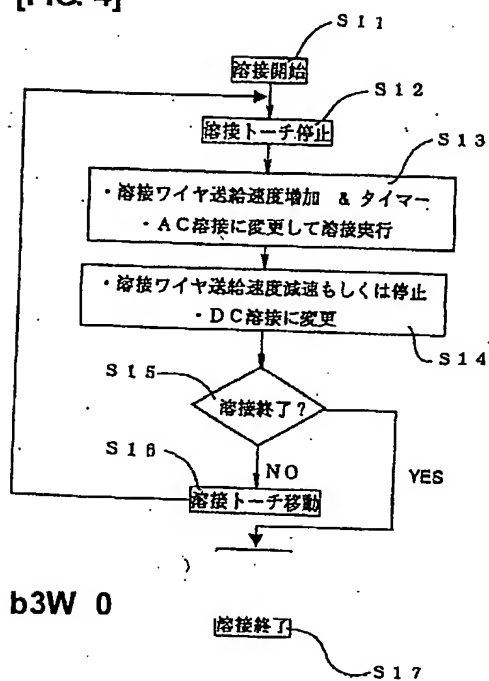 [FIG. 4]
S11
溶接開始
S12
溶接トーチ停止
S13
・溶接ワイヤ送給速度増加 & タイマー
・AC溶接に変更して溶接実行
・溶接ワイヤ送給速度減速もしくは停止
・DC溶接に変更
S14
S15
溶接終了?
S16
NO
YES
溶接トーチ移動
b3W 0
溶接終了
S17